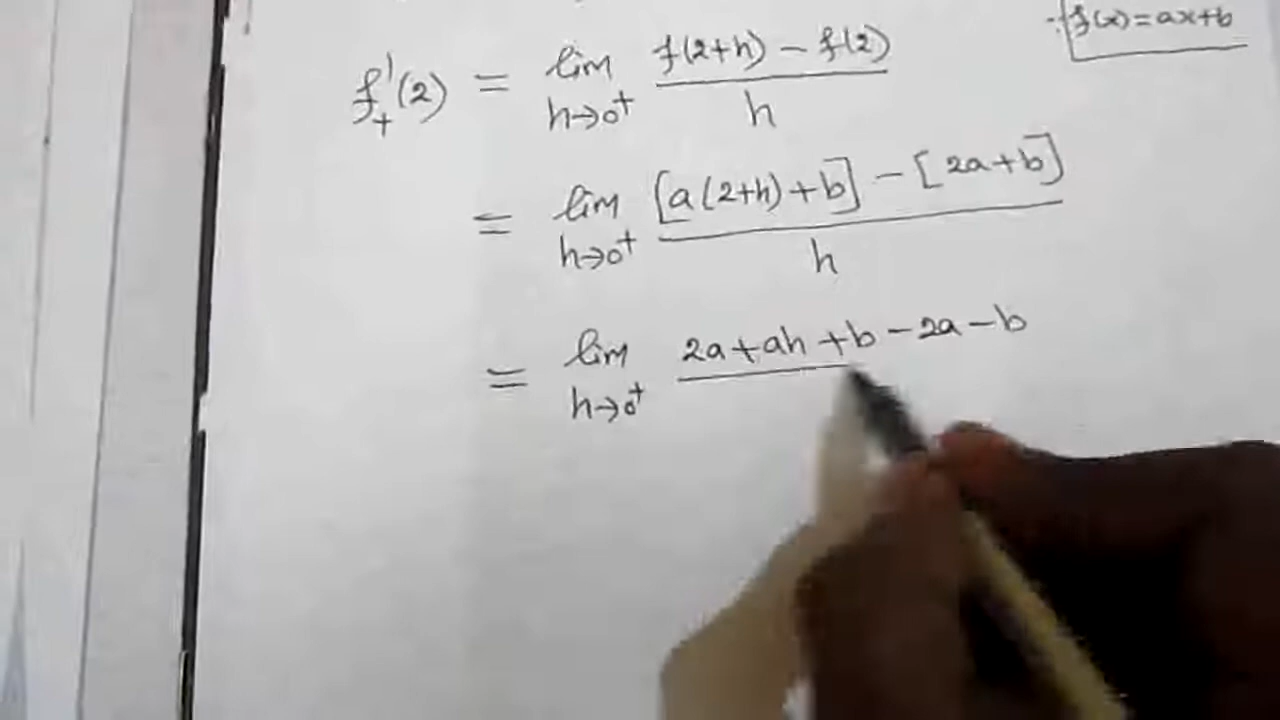 ∴ f(x) = ax+b
f₊'(2) = lim h→0⁺ f(2+h) − f(2) / h
= lim h→0⁺ [a(2+h)+b] − [2a+b] / h
= lim h→0⁺ 2a+ah+b−2a−b